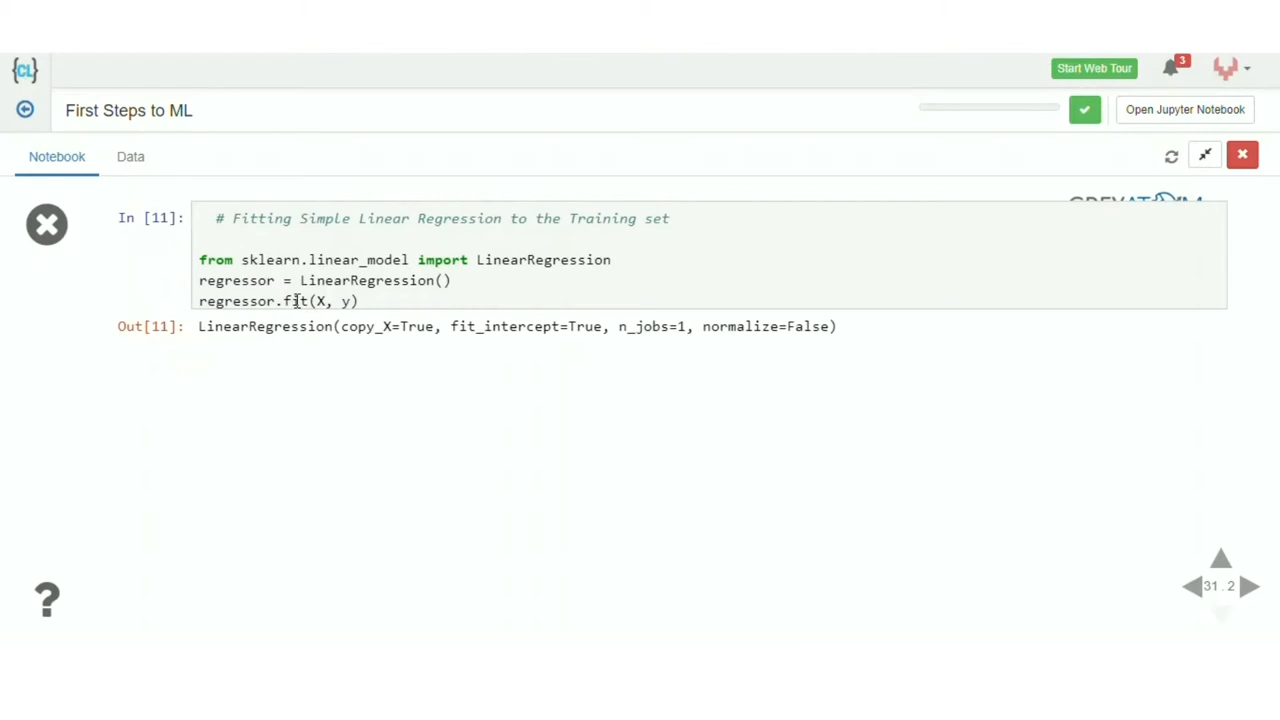 {CL}
Start Web Tour
3
First Steps to ML
Open Jupyter Notebook
Notebook
Data
GREYATOM
In [11]:
# Fitting Simple Linear Regression to the Training set
from sklearn.linear_model import LinearRegression
regressor = LinearRegression()
regressor.fit(X, y)
Out[11]: LinearRegression(copy_X=True, fit_intercept=True, n_jobs=1, normalize=False)
?
31.2